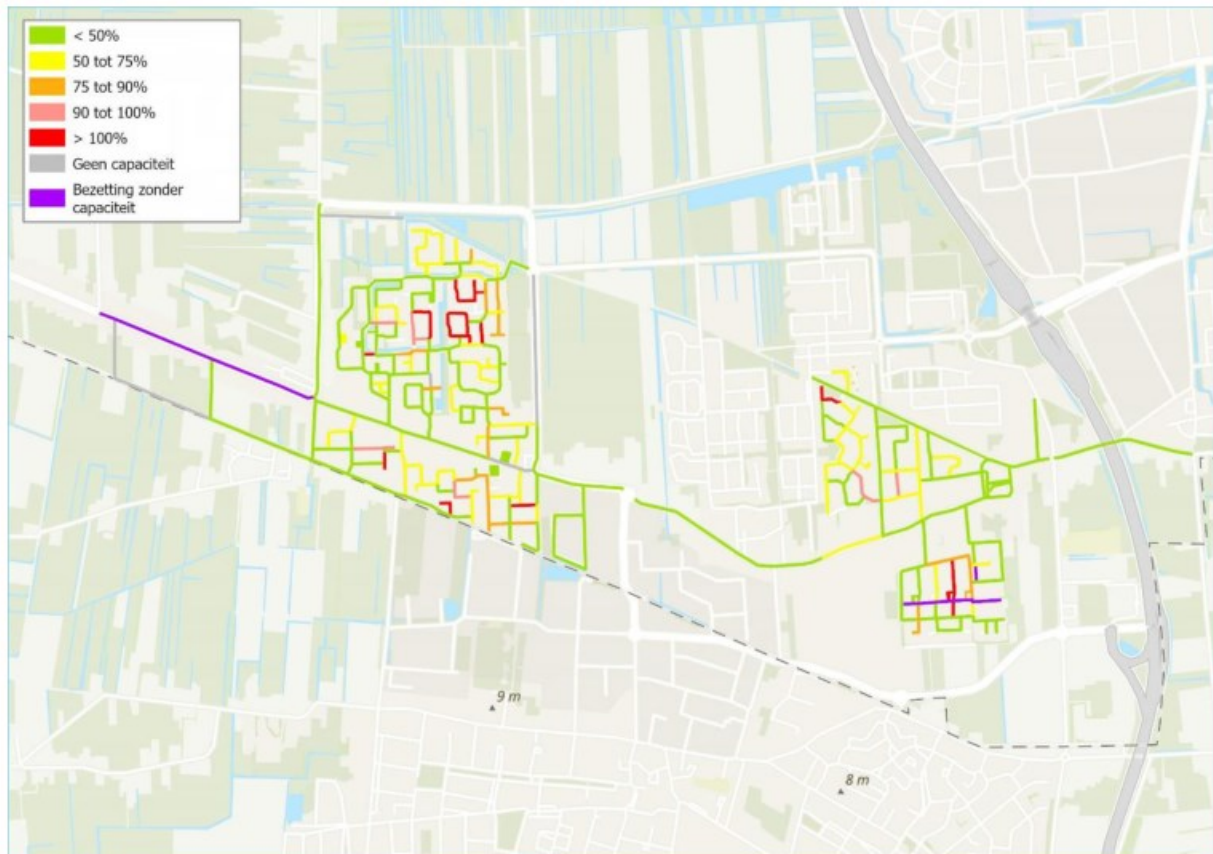 < 50%
50 tot 75%
75 tot 90%
90 tot 100%
> 100%
Geen capaciteit
Bezetting zonder
capaciteit
9 m
8 m